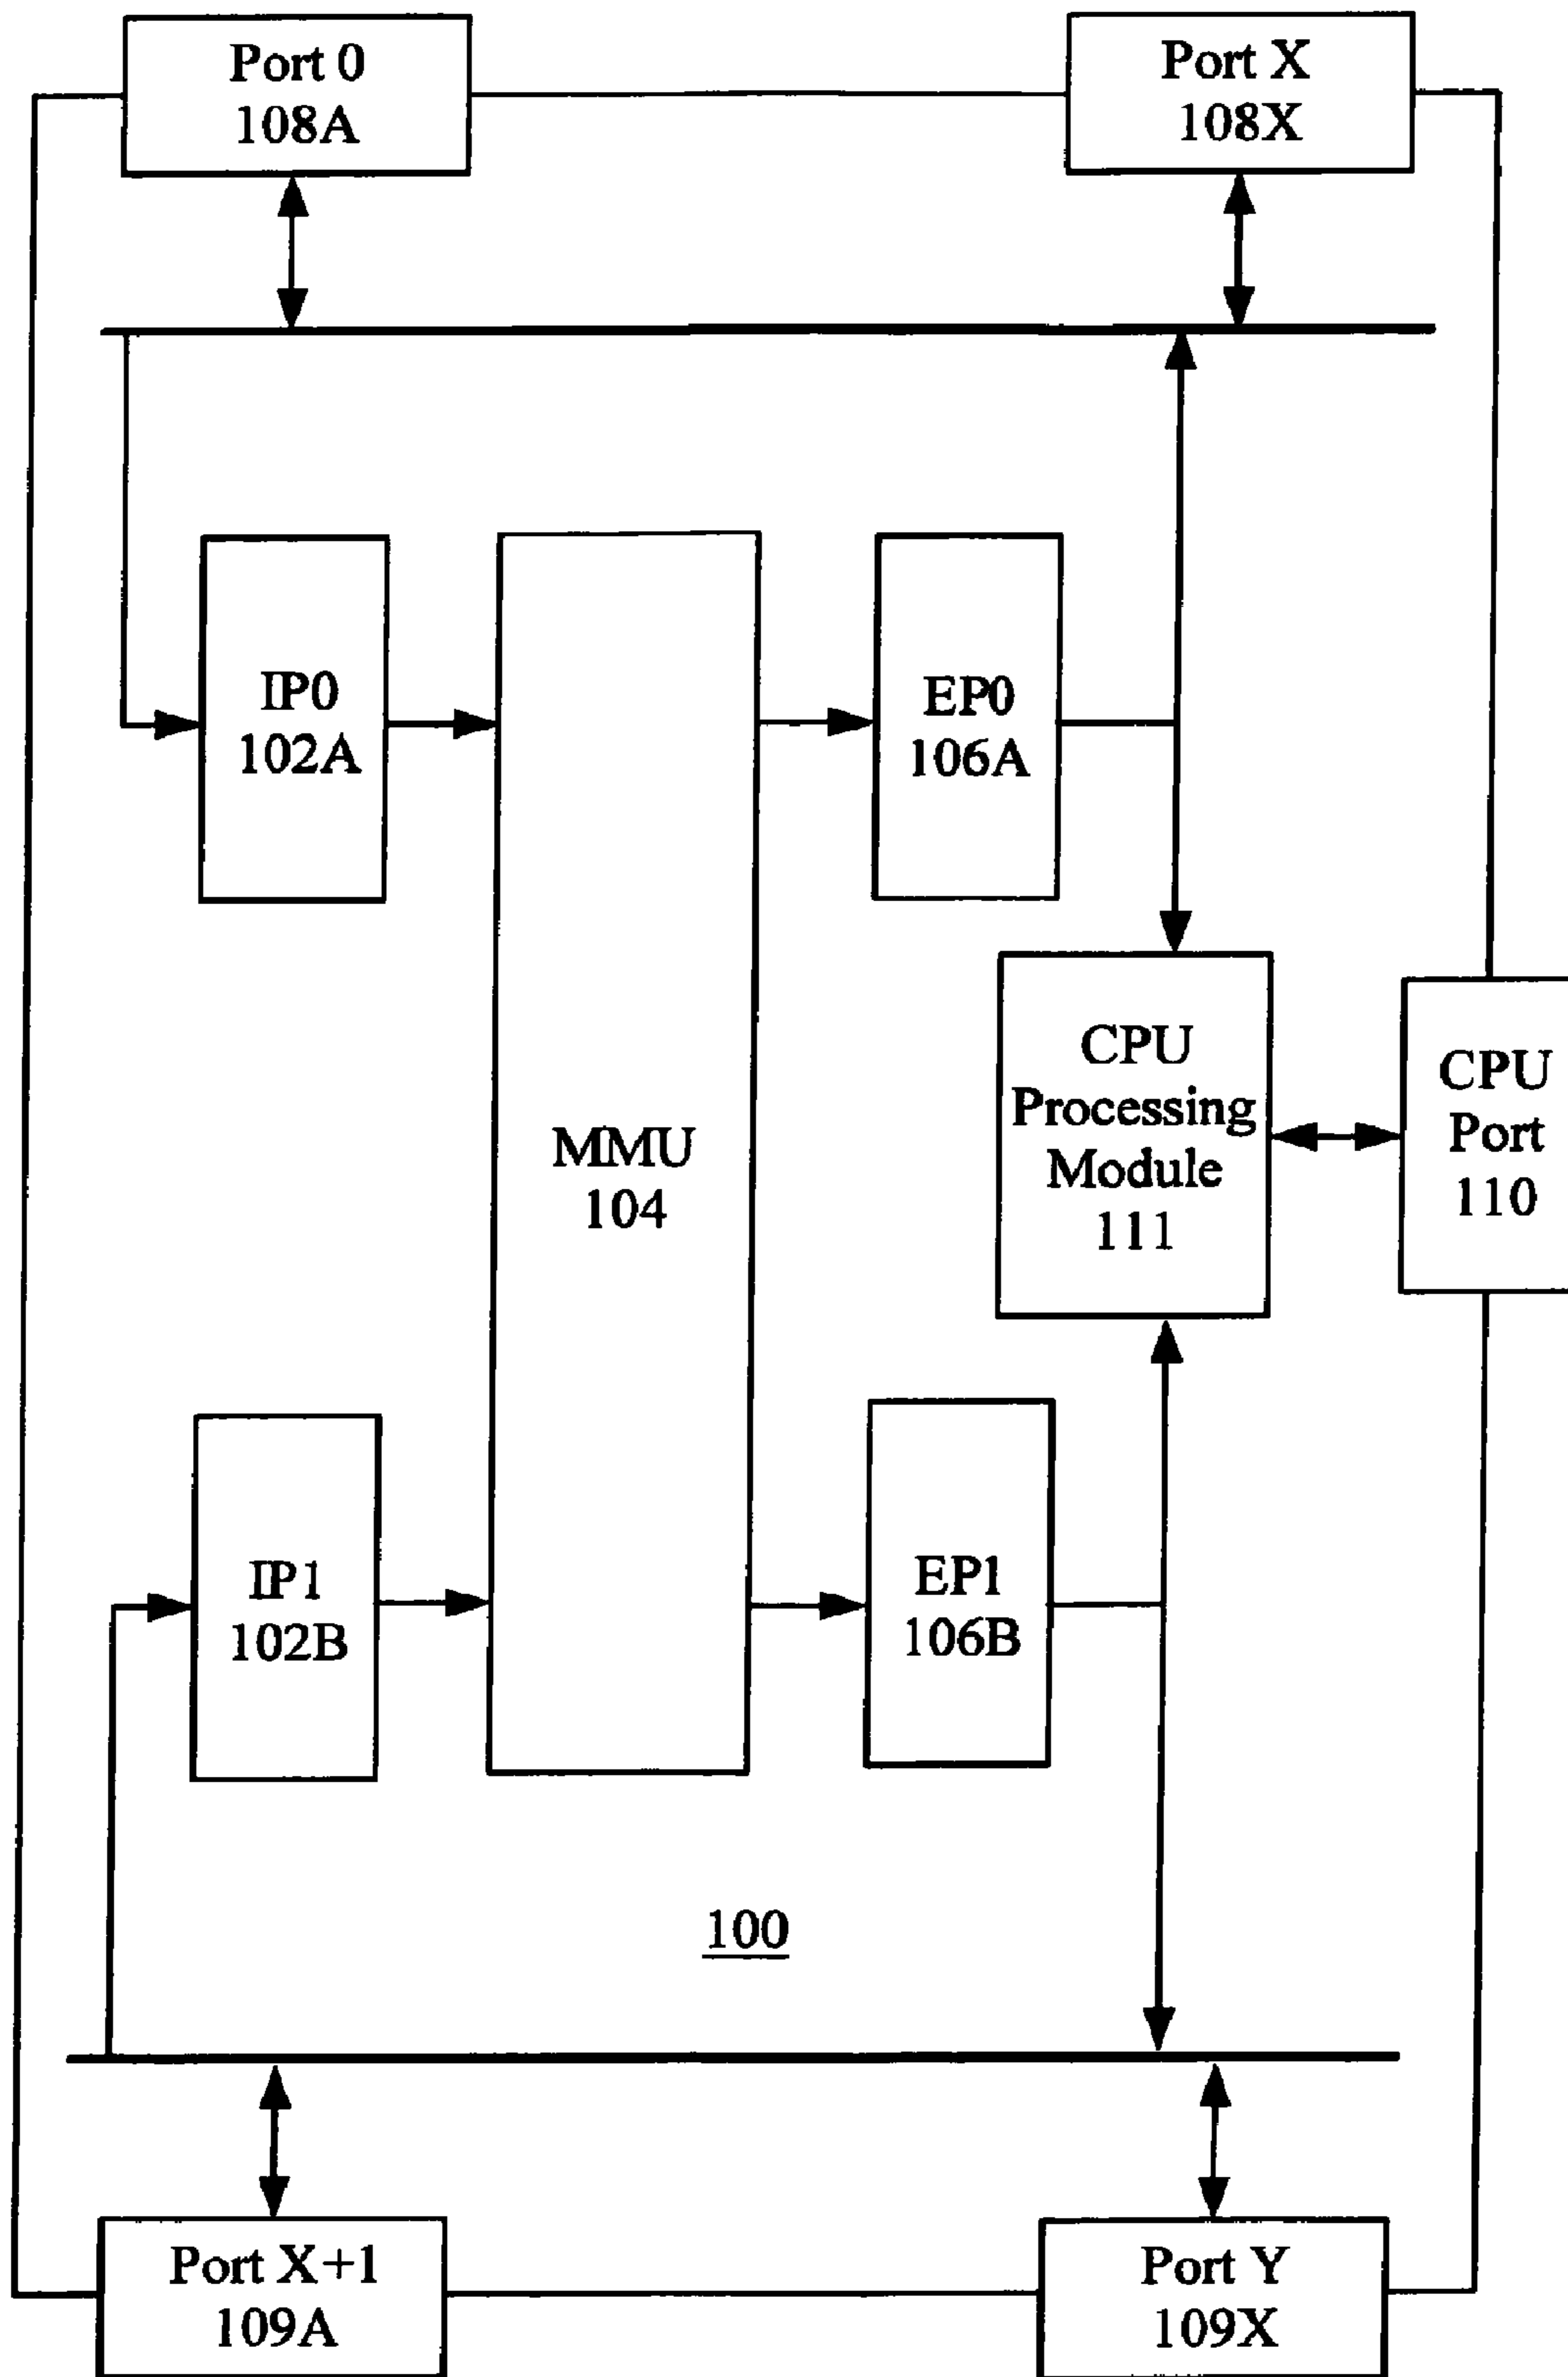 Port 0
108A
Port X
108X
IP0
102A
EP0
106A
MMU
104
CPU
Processing
Module
111
CPU
Port
110
IP1
102B
EP1
106B
100
Port X+1
109A
Port Y
109X